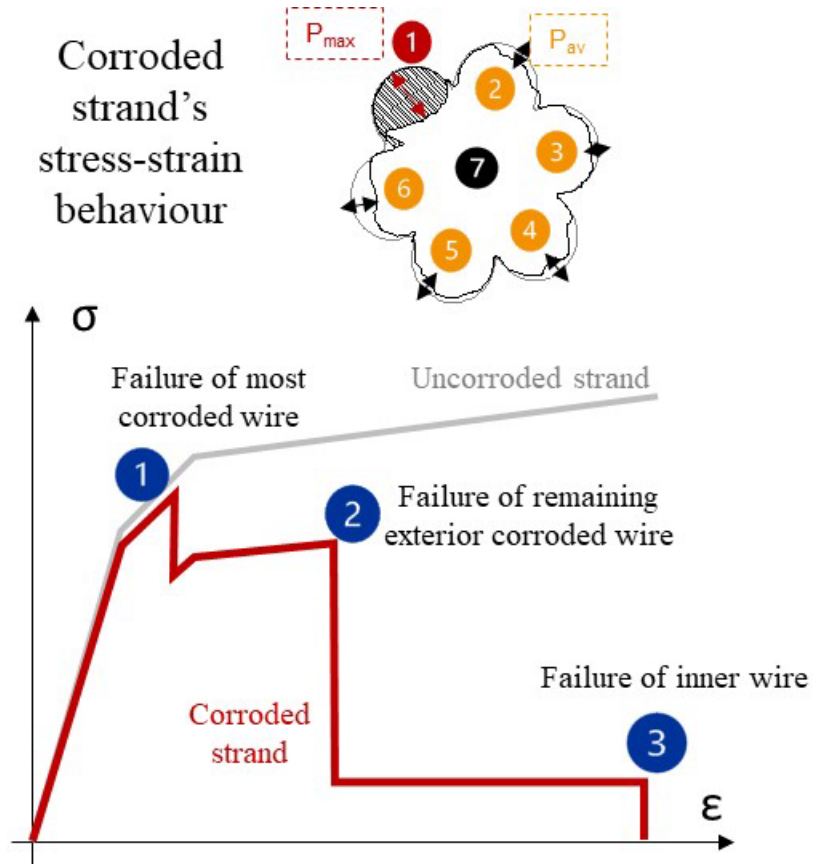 Corroded
strand’s
stress-strain
behaviour
Pmax
1
Pav
2
3
7
6
4
5
σ
Failure of most
corroded wire
Uncorroded strand
1
2
Failure of remaining
exterior corroded wire
Failure of inner wire
Corroded
strand
3
ε